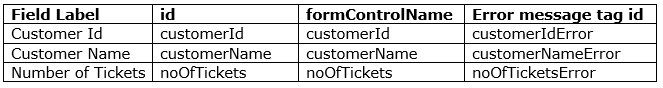 Field Label id formControlName Error message tag id
Customer Id customerId customerId customerIdError
Customer Name customerName customerName customerNameError
Number of Tickets noOfTickets noOfTickets noOfTicketsError